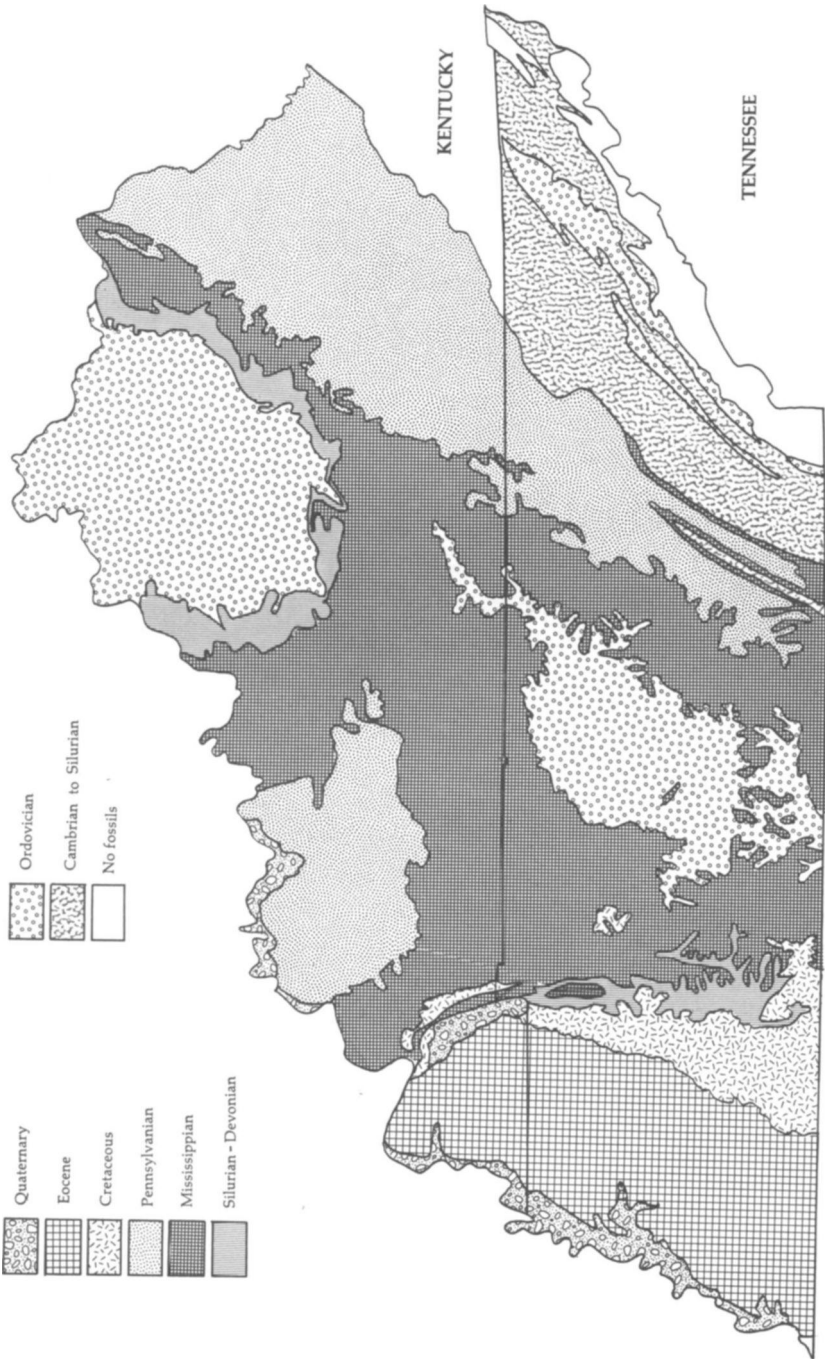 Quaternary
Eocene
Cretaceous
Pennsylvanian
Mississippian
Silurian - Devonian
Ordovician
Cambrian to Silurian
No fossils
KENTUCKY
TENNESSEE